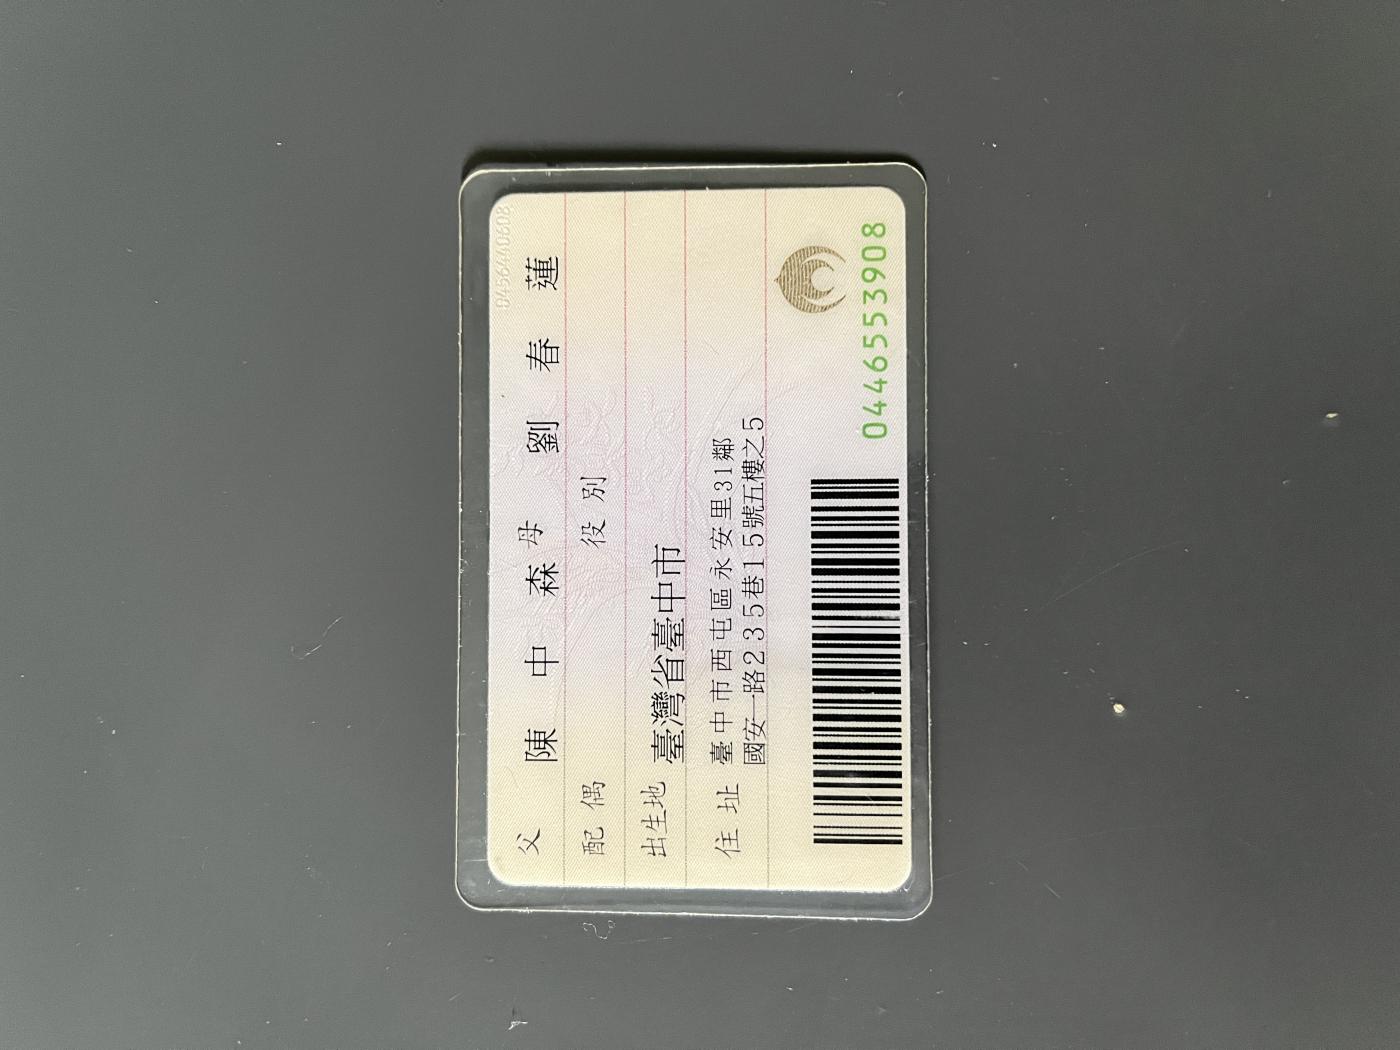 0456440608
父 陳中森 母 劉春蓮
配偶 役別
出生地 臺灣省臺中市
住址 臺中市西屯區永安里31鄰
國安一路235巷15號五樓之5
0446553908